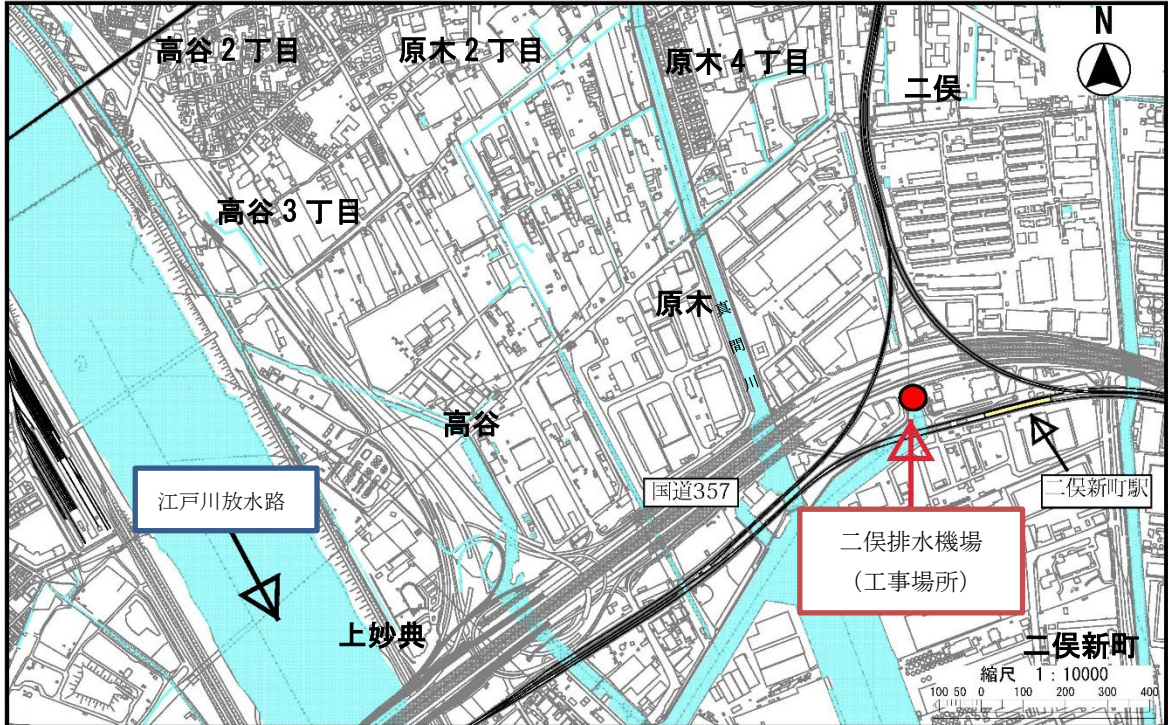 高谷2丁目
原木2丁目
原木4丁目
二俣
N
高谷3丁目
原木
真間川
高谷
江戸川放水路
国道357
二俣新町駅
二俣排水機場
(工事場所)
上妙典
二俣新町
縮尺 1:10000
100 50 0 100 200 300 400